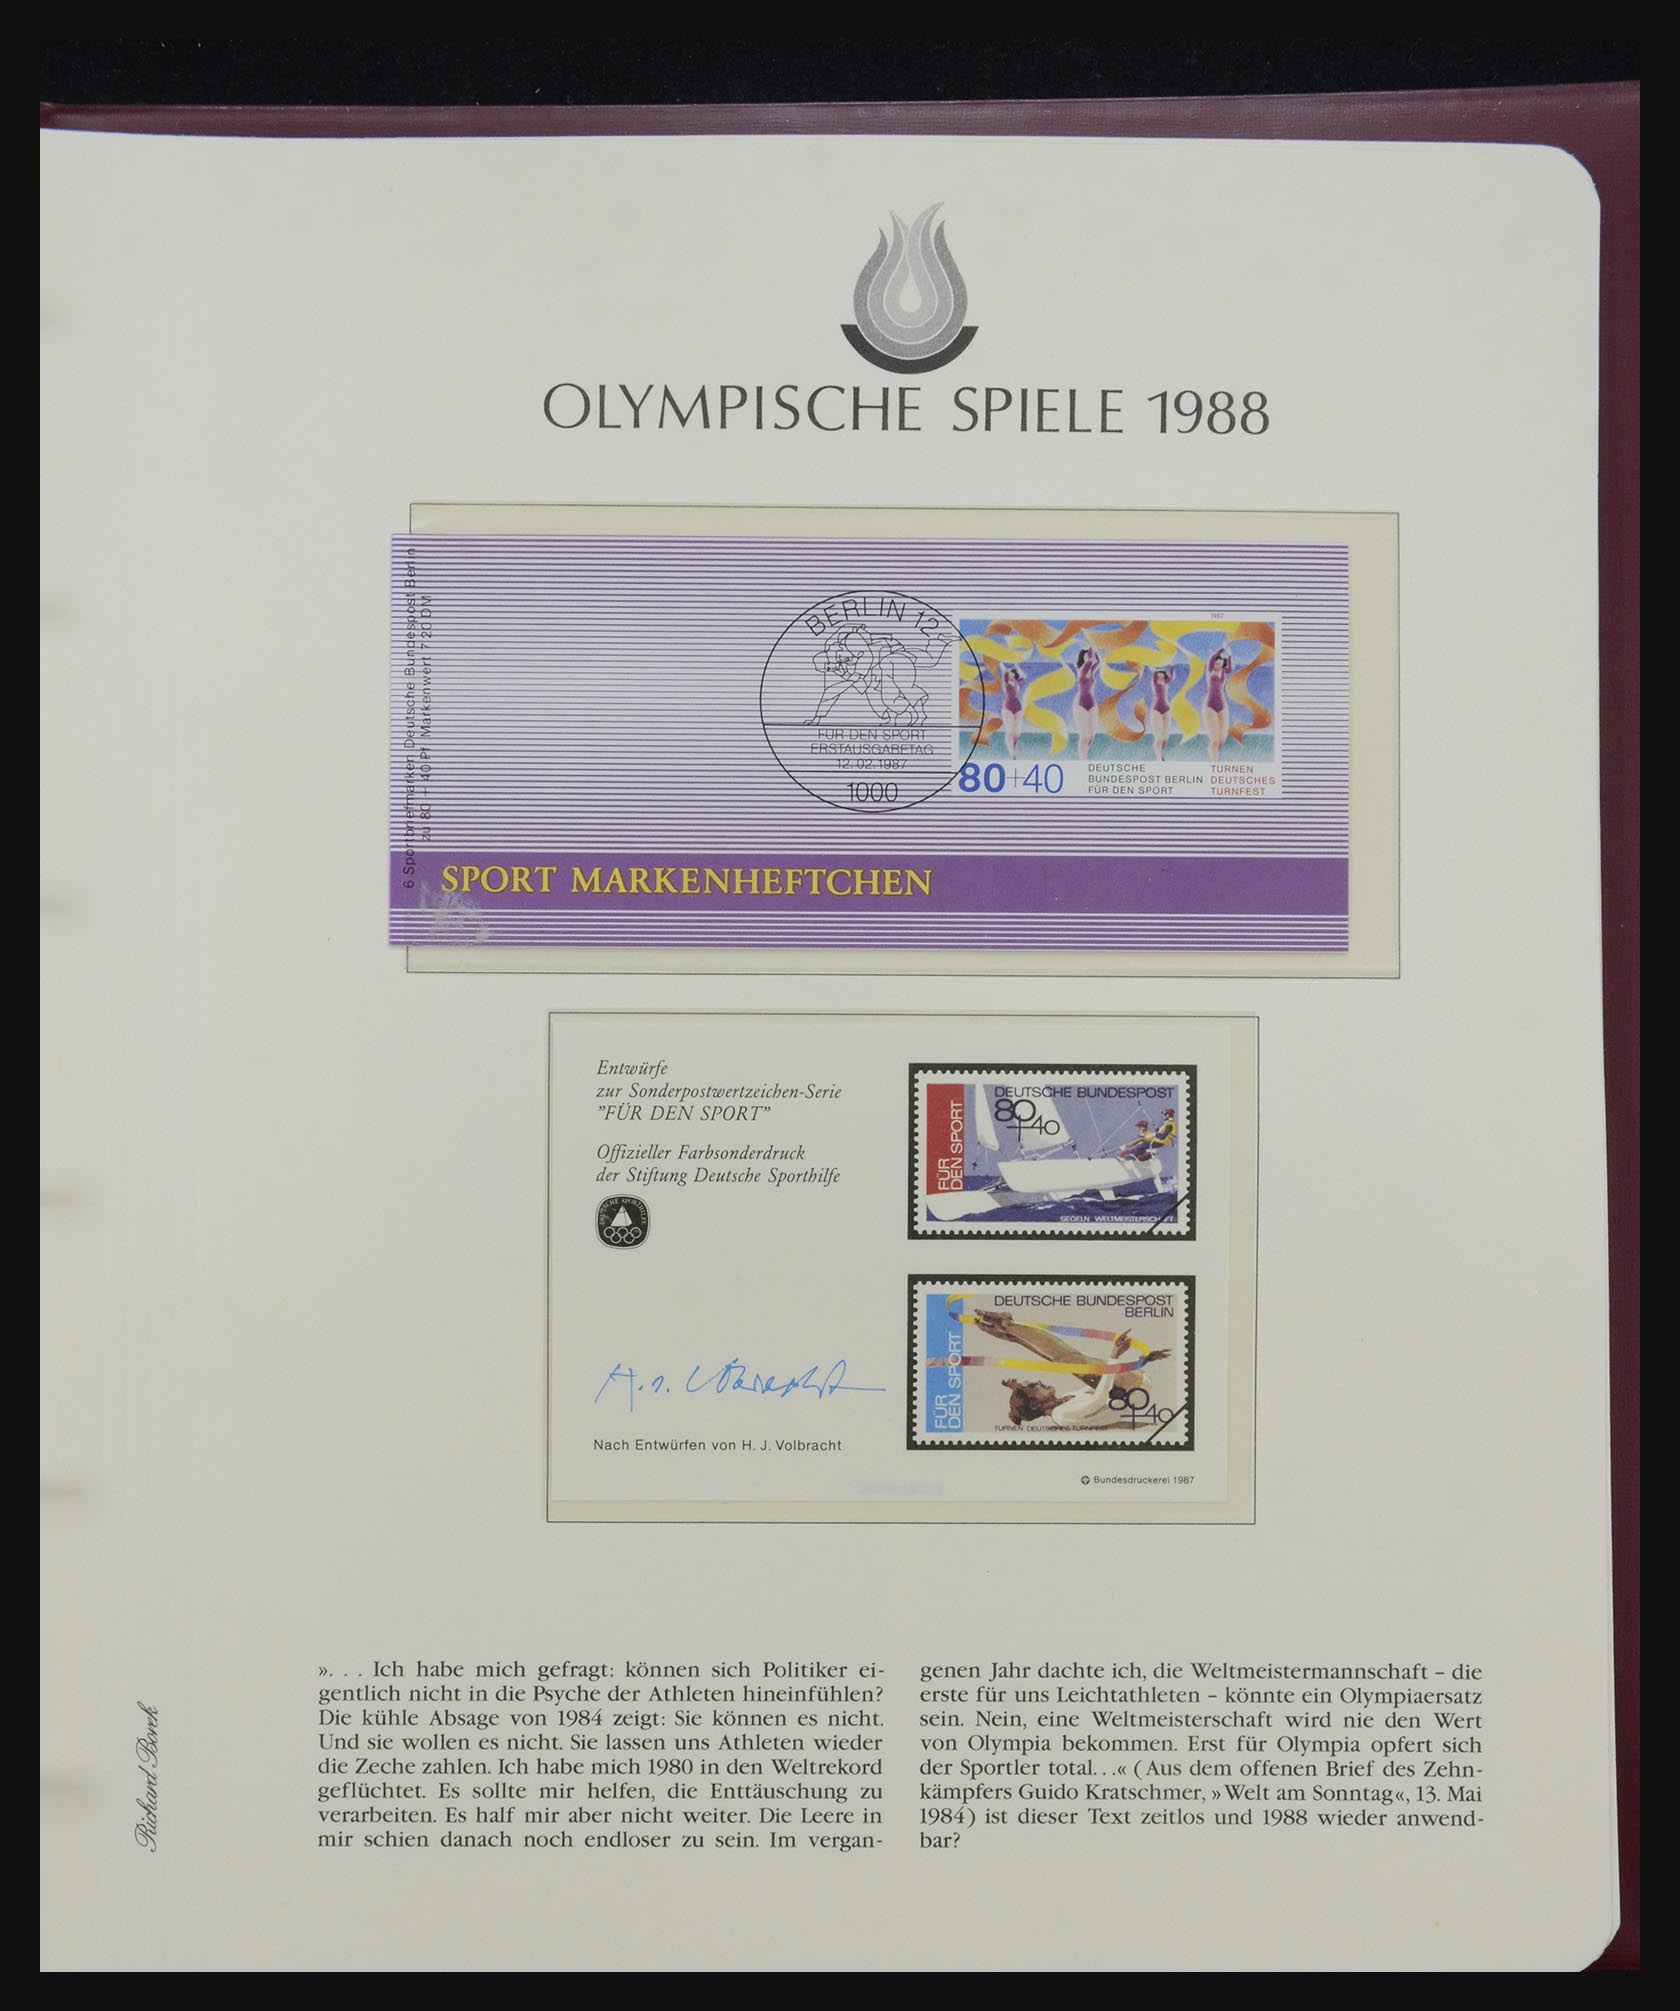 OLYMPISCHE SPIELE 1988
6 Sportbriefmarken Deutsche Bundespost Berlin
zu 80 + 40 Pf Markenwert 7,20 DM
BERLIN 12
FÜR DEN SPORT
ERSTAUSGABETAG
12.02.1987
1000
1987
80+40
DEUTSCHE
BUNDESPOST BERLIN
FÜR DEN SPORT
TURNEN
DEUTSCHES
TURNFEST
SPORT MARKENHEFTCHEN
Entwürfe
zur Sonderpostwertzeichen-Serie
"FÜR DEN SPORT"
Offizieller Farbsonderdruck
der Stiftung Deutsche Sporthilfe
DEUTSCHE SPORTHILFE
H. J. Volbracht
Nach Entwürfen von H. J. Volbracht
DEUTSCHE BUNDESPOST
80+40
FÜR
DEN SPORT
SEGELN WELTMEISTERSCHAFT
DEUTSCHE BUNDESPOST
BERLIN
FÜR
DEN SPORT
80+40
TURNEN DEUTSCHES TURNFEST
Bundesdruckerei 1987
». . . Ich habe mich gefragt: können sich Politiker ei-
gentlich nicht in die Psyche der Athleten hineinfühlen?
Die kühle Absage von 1984 zeigt: Sie können es nicht.
Und sie wollen es nicht. Sie lassen uns Athleten wieder
die Zeche zahlen. Ich habe mich 1980 in den Weltrekord
geflüchtet. Es sollte mir helfen, die Enttäuschung zu
verarbeiten. Es half mir aber nicht weiter. Die Leere in
mir schien danach noch endloser zu sein. Im vergan-
genen Jahr dachte ich, die Weltmeistermannschaft – die
erste für uns Leichtathleten – könnte ein Olympiaersatz
sein. Nein, eine Weltmeisterschaft wird nie den Wert
von Olympia bekommen. Erst für Olympia opfert sich
der Sportler total. . .« (Aus dem offenen Brief des Zehn-
kämpfers Guido Kratschmer, »Welt am Sonntag«, 13. Mai
1984) ist dieser Text zeitlos und 1988 wieder anwend-
bar?
Richard Borek